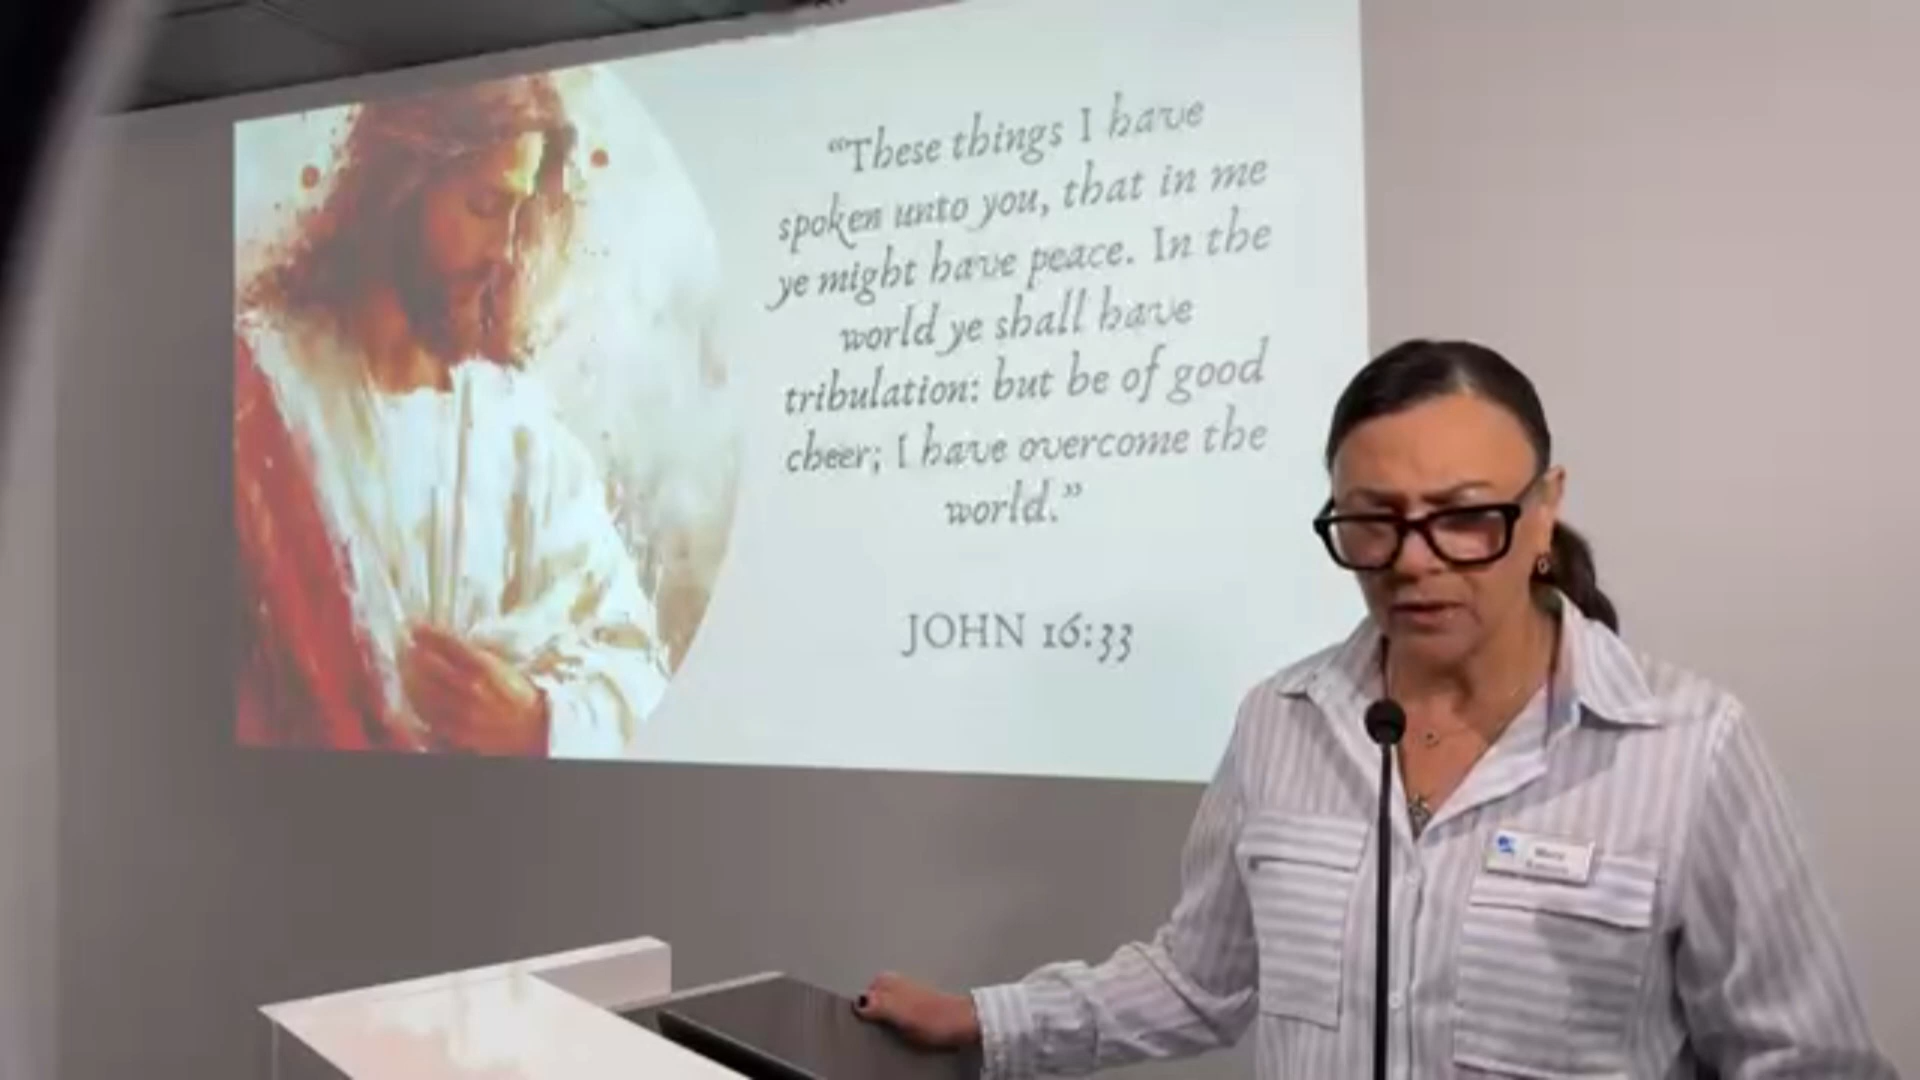 “These things I have
spoken unto you, that in me
ye might have peace. In the
world ye shall have
tribulation: but be of good
cheer; I have overcome the
world.”
JOHN 16:33